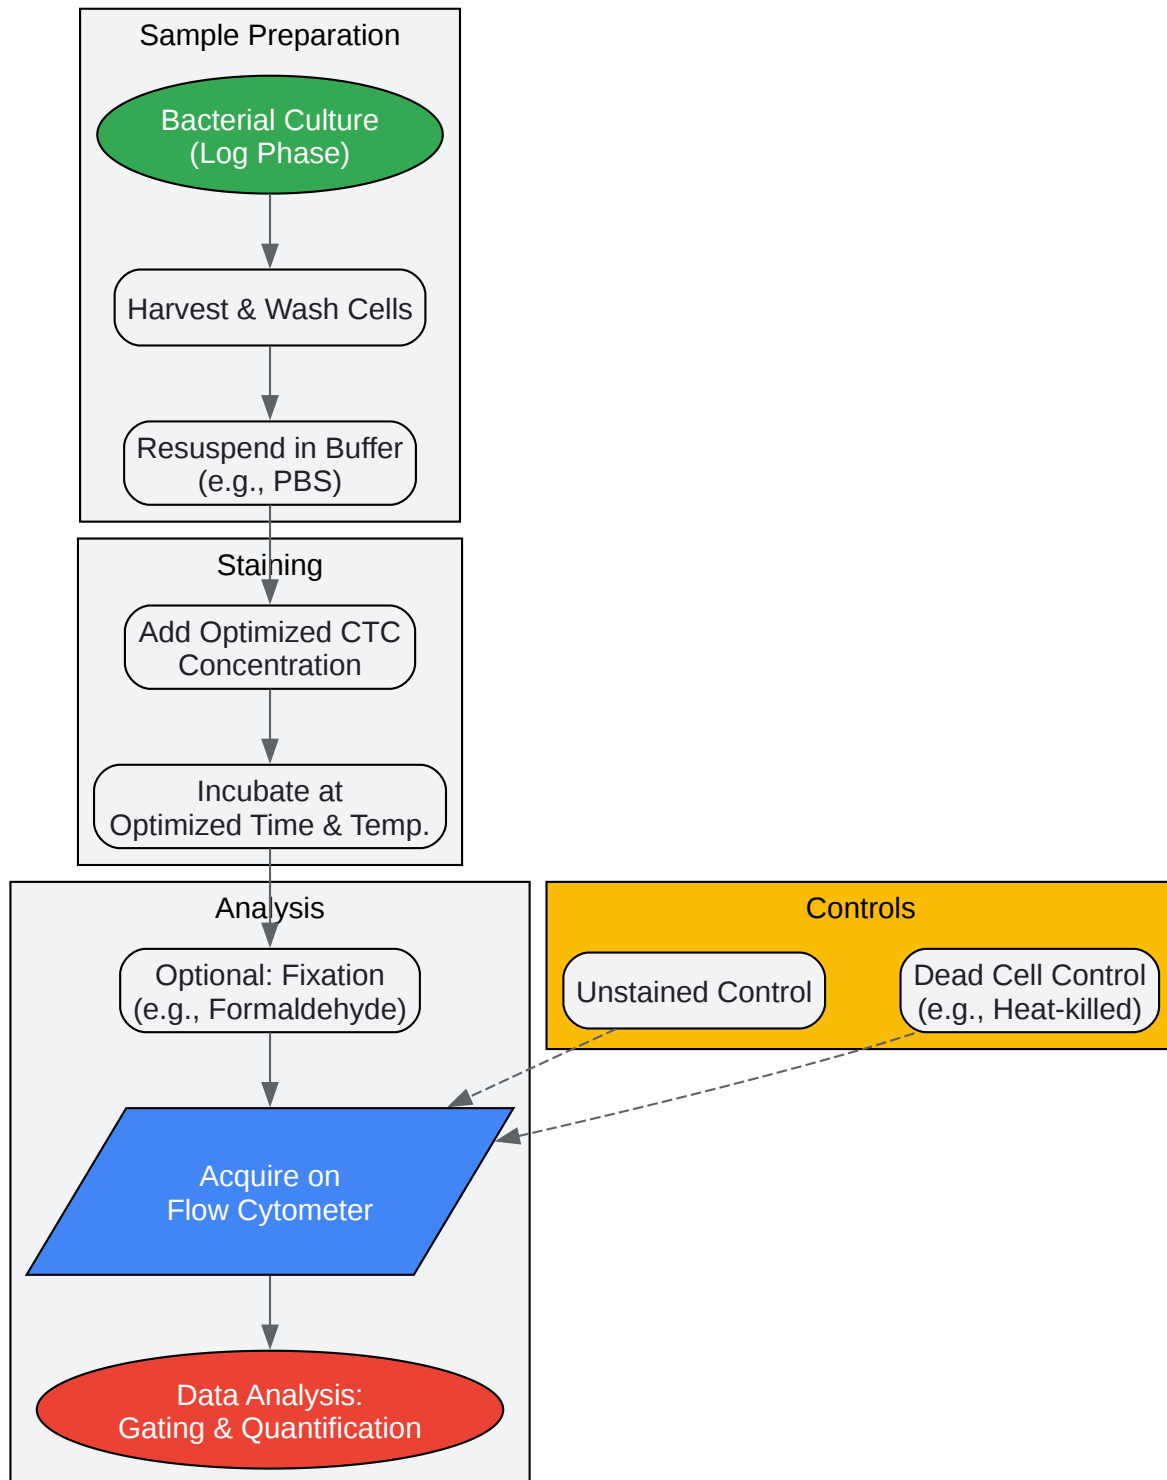 Sample Preparation
Bacterial Culture
(Log Phase)
Harvest & Wash Cells
Resuspend in Buffer
(e.g., PBS)
Staining
Add Optimized CTC
Concentration
Incubate at
Optimized Time & Temp.
Analysis
Optional: Fixation
(e.g., Formaldehyde)
Controls
Unstained Control
Dead Cell Control
(e.g., Heat-killed)
Acquire on
Flow Cytometer
Data Analysis:
Gating & Quantification